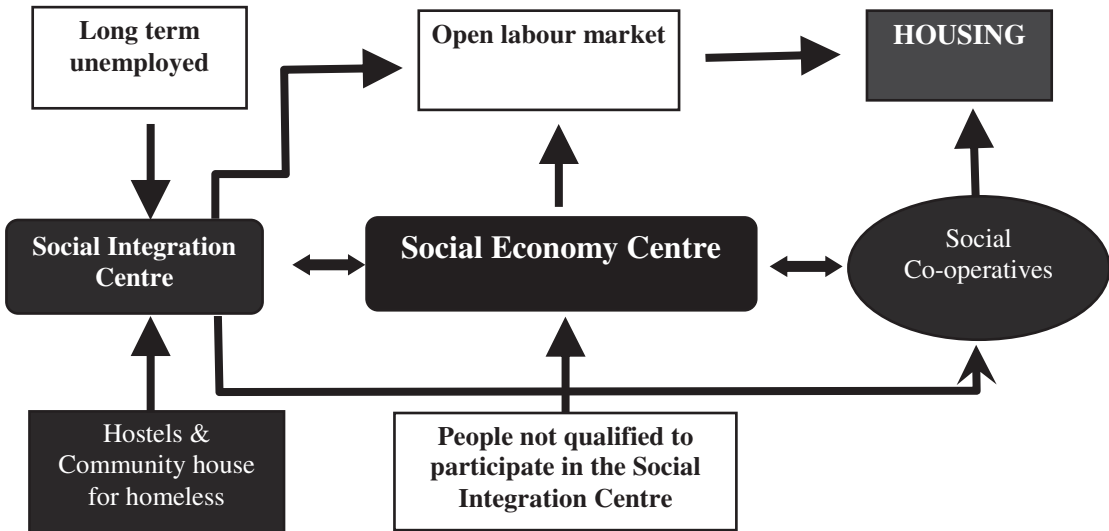 Long term
unemployed
Open labour market
HOUSING
Social Integration
Centre
Social Economy Centre
Social
Co-operatives
Hostels &
Community house
for homeless
People not qualified to
participate in the Social
Integration Centre